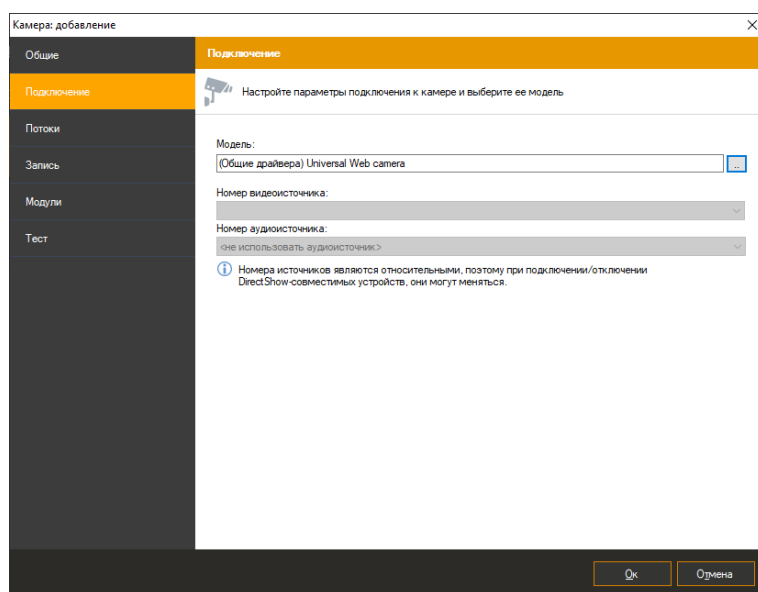 Камера: добавление
Общие
Подключение
Потоки
Запись
Модули
Тест
Подключение
Настройте параметры подключения к камере и выберите ее модель
Модель:
(Общие драйвера) Universal Web camera
..
Номер видеоисточника:
Номер аудиоисточника:
<не использовать аудиоисточник>
Номера источников являются относительными, поэтому при подключении/отключении
DirectShow-совместимых устройств, они могут меняться.
Ок
Отмена